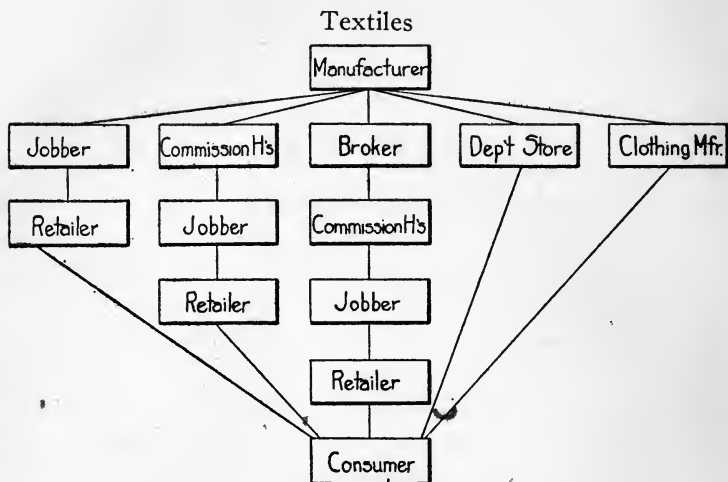 Textiles
Manufacturer
Jobber
Commission H's
Broker
Dep't Store
Clothing Mfr.
Retailer
Jobber
Commission H's
Retailer
Jobber
Retailer
Consumer